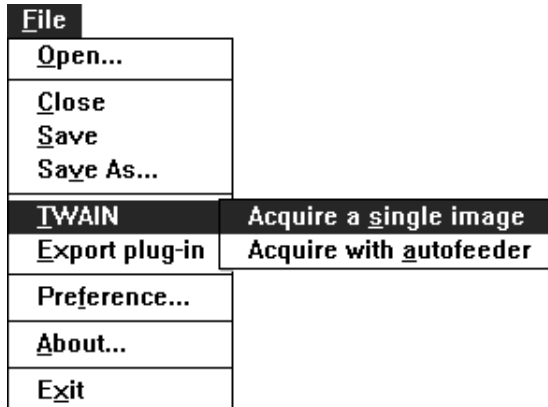 File
Open...
Close
Save
Save As...
TWAIN
Acquire a single image
Export plug-in
Acquire with autofeeder
Preference...
About...
Exit